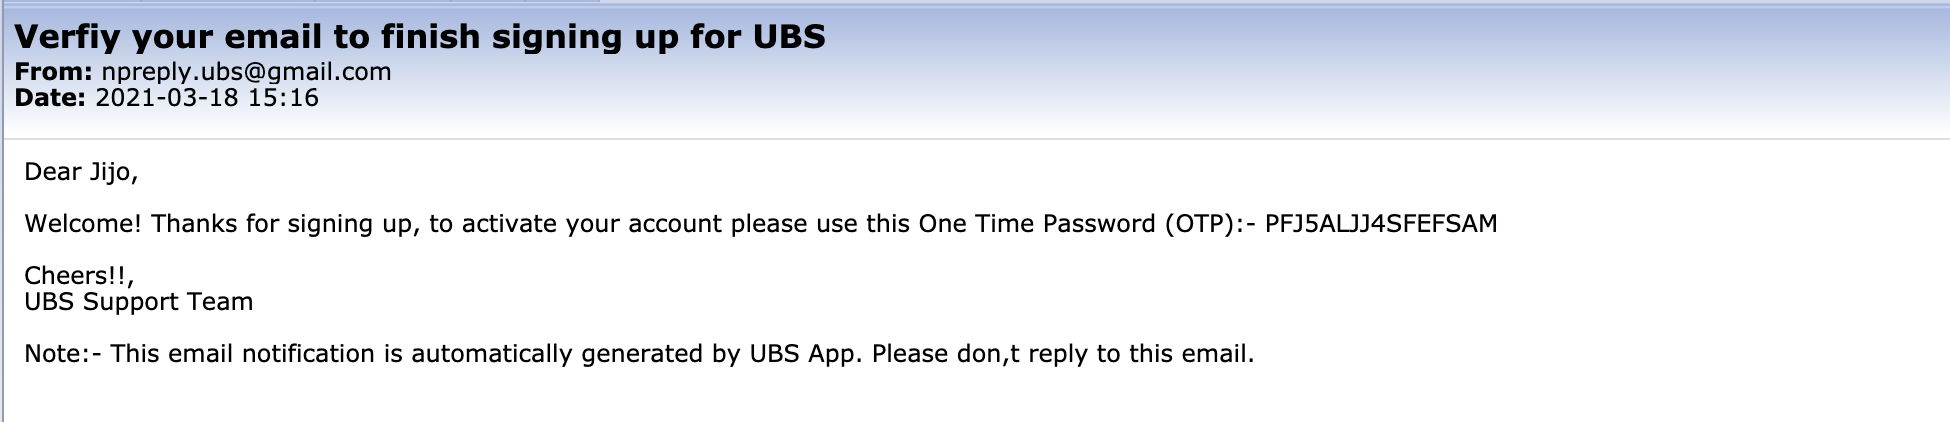 Verfiy your email to finish signing up for UBS
From: npreply.ubs@gmail.com
Date: 2021-03-18 15:16
Dear Jijo,
Welcome! Thanks for signing up, to activate your account please use this One Time Password (OTP):- PFJ5ALJJ4SFEFSAM
Cheers!!,
UBS Support Team
Note:- This email notification is automatically generated by UBS App. Please don,t reply to this email.